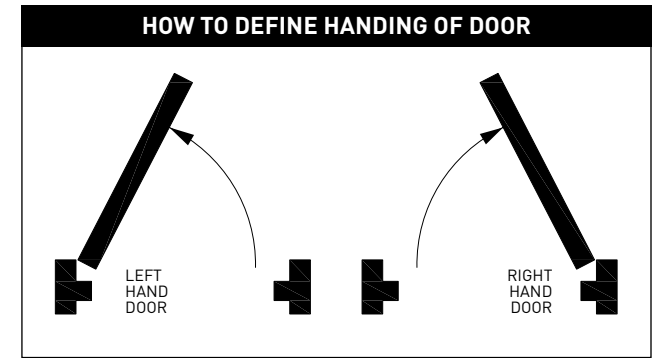 HOW TO DEFINE HANDING OF DOOR
LEFT
HAND
DOOR
RIGHT
HAND
DOOR